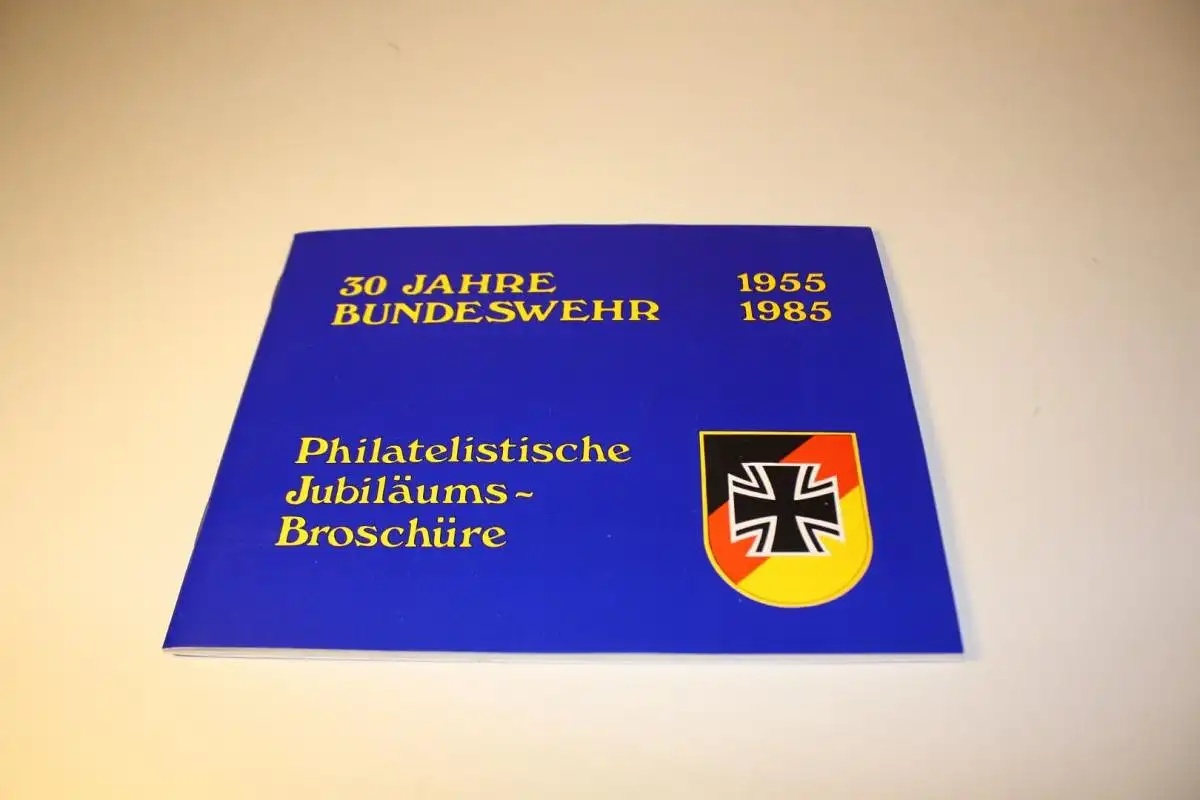 30 JAHRE 1955
BUNDESWEHR 1985
Philatelistische
Jubiläums~
Broschüre